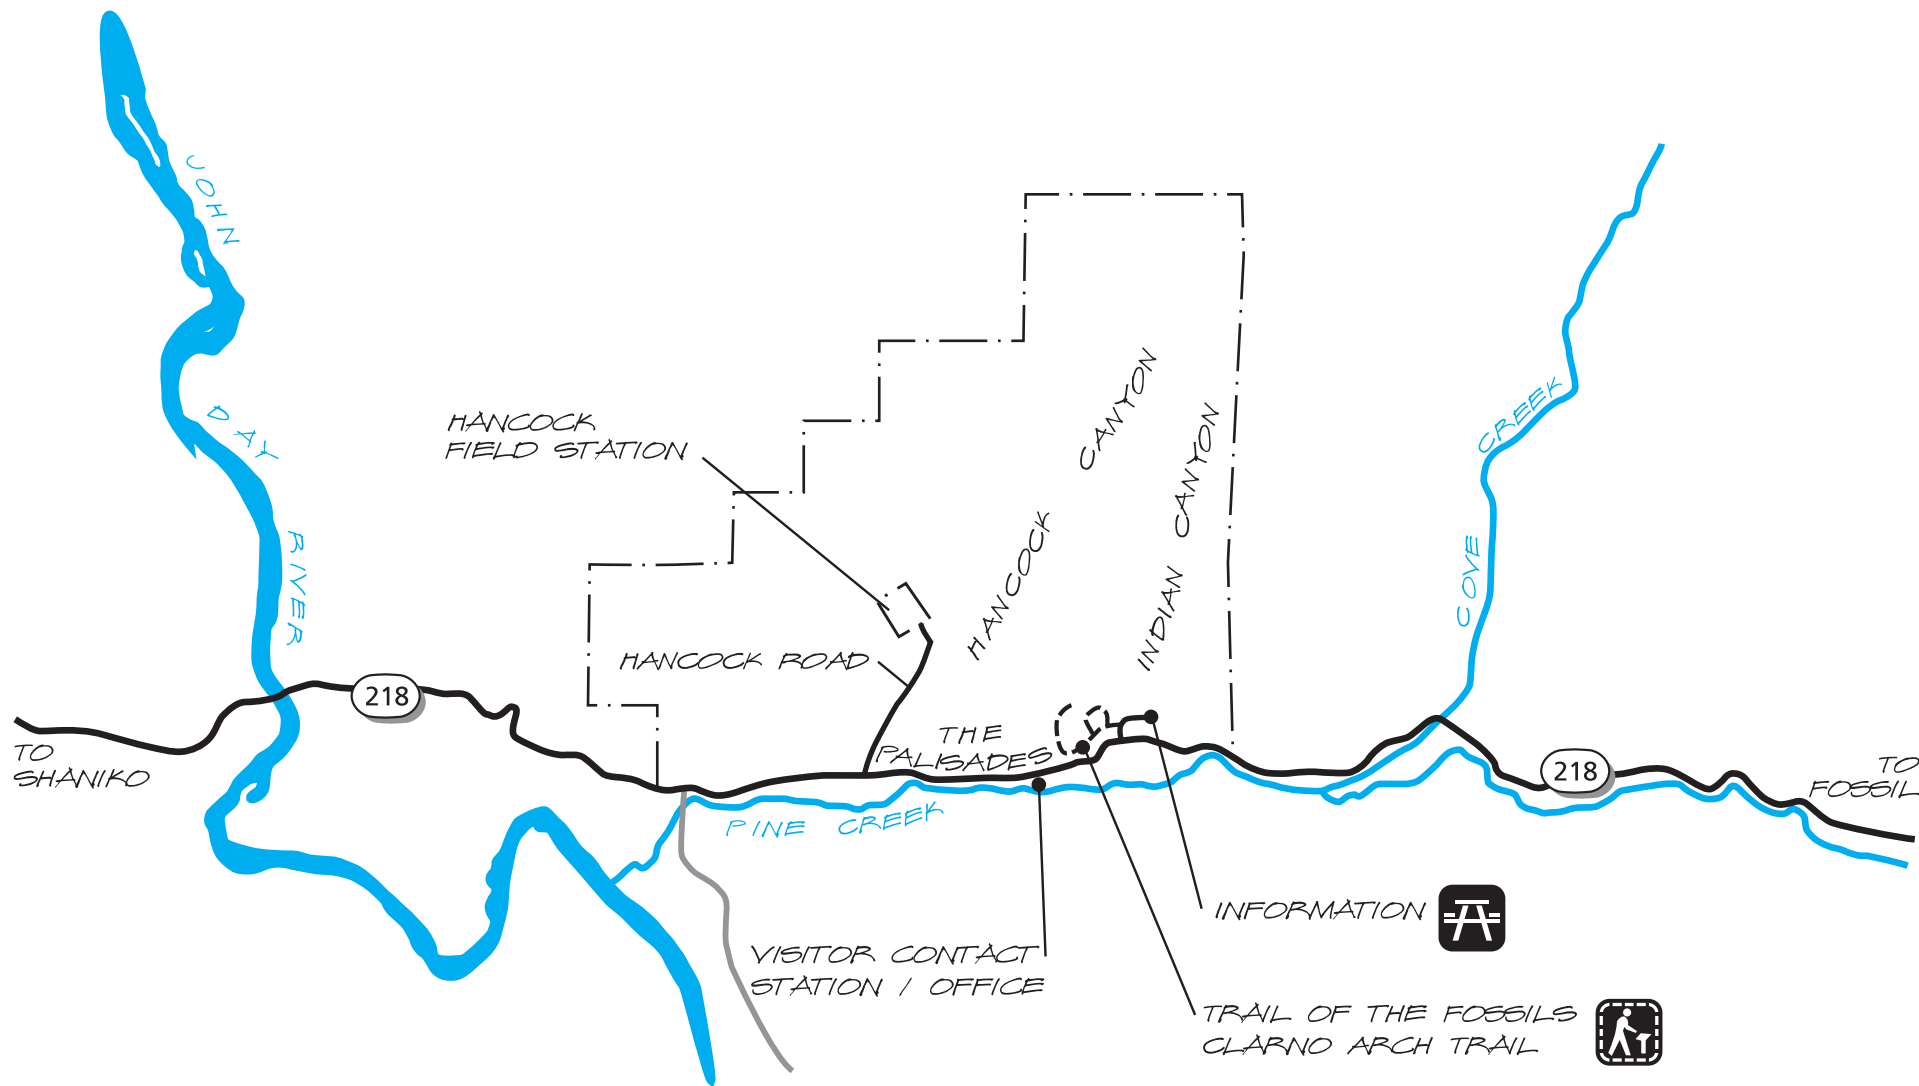 JOHN
DAY
RIVER
HANCOCK
FIELD STATION
HANCOCK CANYON
INDIAN CANYON
COVE CREEK
HANCOCK ROAD
218
TO
SHANIKO
THE
PALISADES
218
TO
FOSSIL
PINE CREEK
INFORMATION
VISITOR CONTACT
STATION / OFFICE
TRAIL OF THE FOSSILS
CLARNO ARCH TRAIL